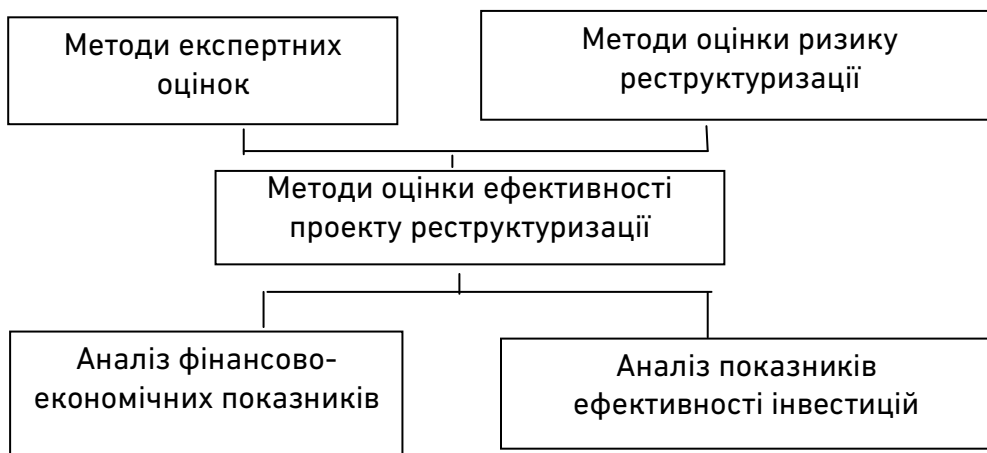 Методи експертних
оцінок
Методи оцінки ризику
реструктуризації
Методи оцінки ефективності
проекту реструктуризації
Аналіз фінансово-
економічних показників
Аналіз показників
ефективності інвестицій